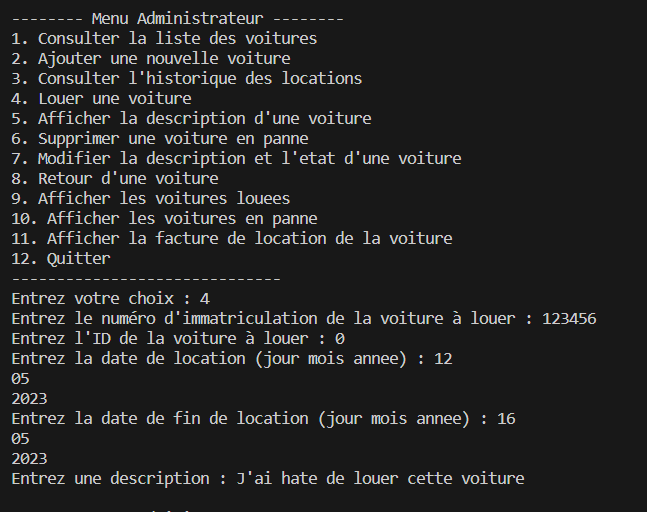 -------- Menu Administrateur --------
1. Consulter la liste des voitures
2. Ajouter une nouvelle voiture
3. Consulter l'historique des locations
4. Louer une voiture
5. Afficher la description d'une voiture
6. Supprimer une voiture en panne
7. Modifier la description et l'etat d'une voiture
8. Retour d'une voiture
9. Afficher les voitures louees
10. Afficher les voitures en panne
11. Afficher la facture de location de la voiture
12. Quitter
------------------------------
Entrez votre choix : 4
Entrez le numéro d'immatriculation de la voiture à louer : 123456
Entrez l'ID de la voiture à louer : 0
Entrez la date de location (jour mois annee) : 12
05
2023
Entrez la date de fin de location (jour mois annee) : 16
05
2023
Entrez une description : J'ai hate de louer cette voiture